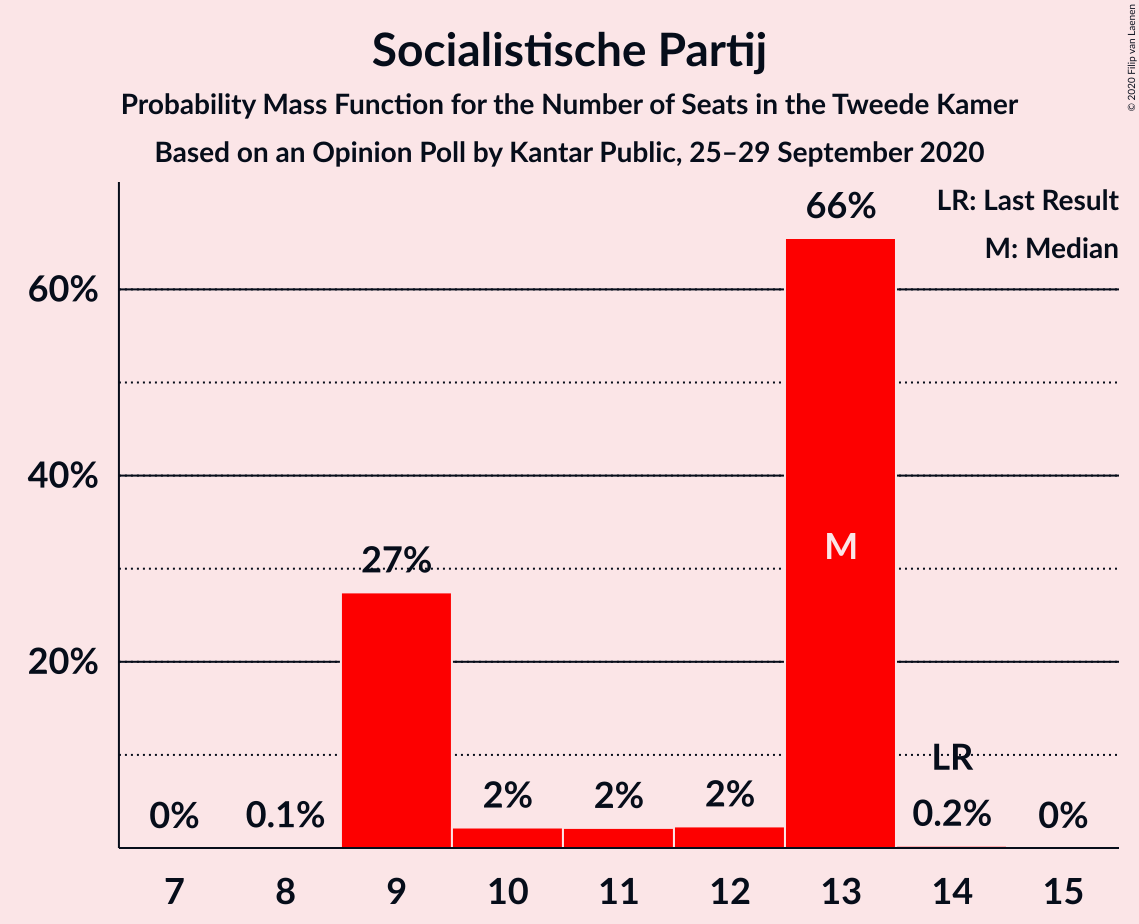 Socialistische Partij
Probability Mass Function for the Number of Seats in the Tweede Kamer
Based on an Opinion Poll by Kantar Public, 25–29 September 2020
© 2020 Filip van Laenen
LR: Last Result
M: Median
66%
60%
40%
20%
27%
M
LR
0%
0.1%
2%
2%
2%
0.2%
0%
7 8 9 10 11 12 13 14 15